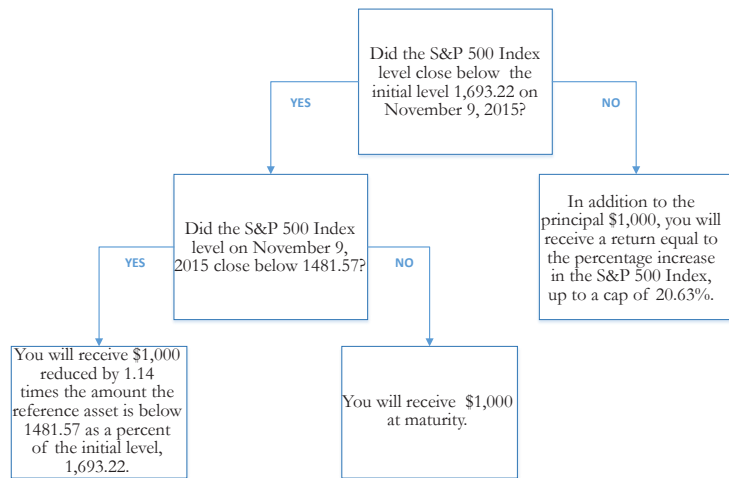 Did the S&P 500 Index
level close below the
initial level 1,693.22 on
November 9, 2015?
YES
NO
Did the S&P 500 Index
level on November 9,
2015 close below 1481.57?
In addition to the
principal $1,000, you will
receive a return equal to
the percentage increase
in the S&P 500 Index,
up to a cap of 20.63%.
YES
NO
You will receive $1,000
reduced by 1.14
times the amount the
reference asset is below
1481.57 as a percent
of the initial level,
1,693.22.
You will receive $1,000
at maturity.